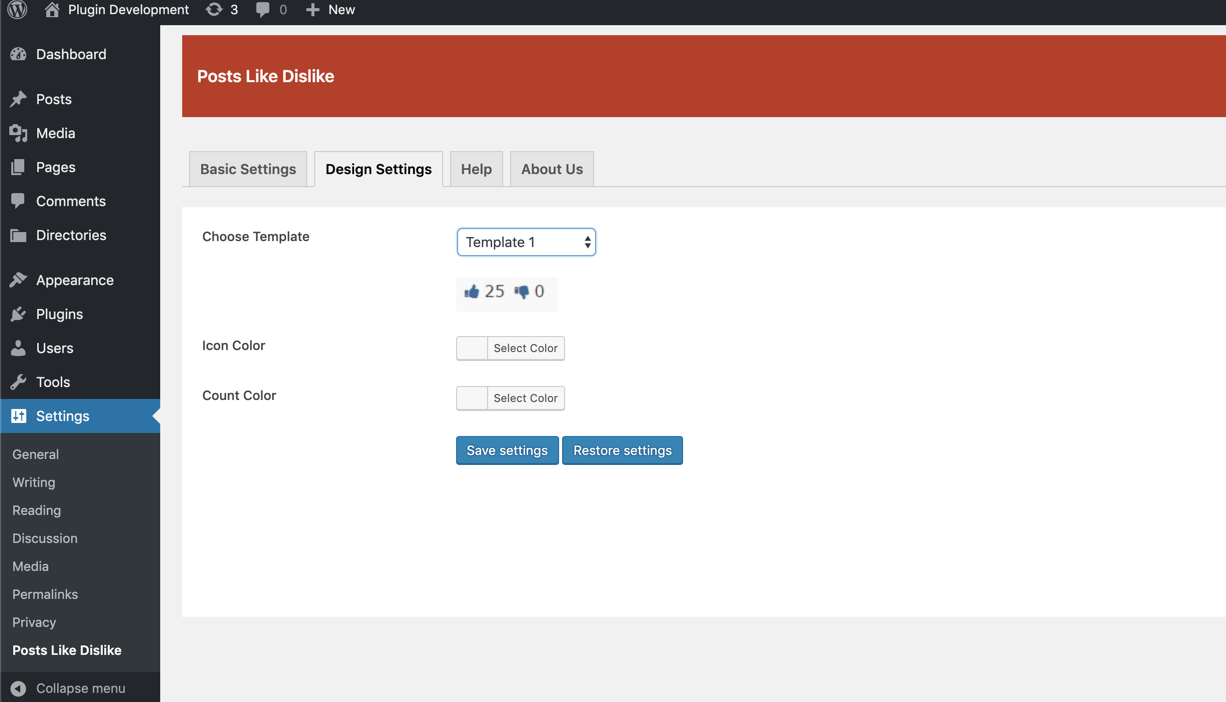 Plugin Development 3 0 New
Dashboard
Posts
Media
Pages
Comments
Directories
Appearance
Plugins
Users
Tools
Settings
General
Writing
Reading
Discussion
Media
Permalinks
Privacy
Posts Like Dislike
Collapse menu
Posts Like Dislike
Basic Settings Design Settings Help About Us
Choose Template Template 1
25 0
Icon Color Select Color
Count Color Select Color
Save settings Restore settings